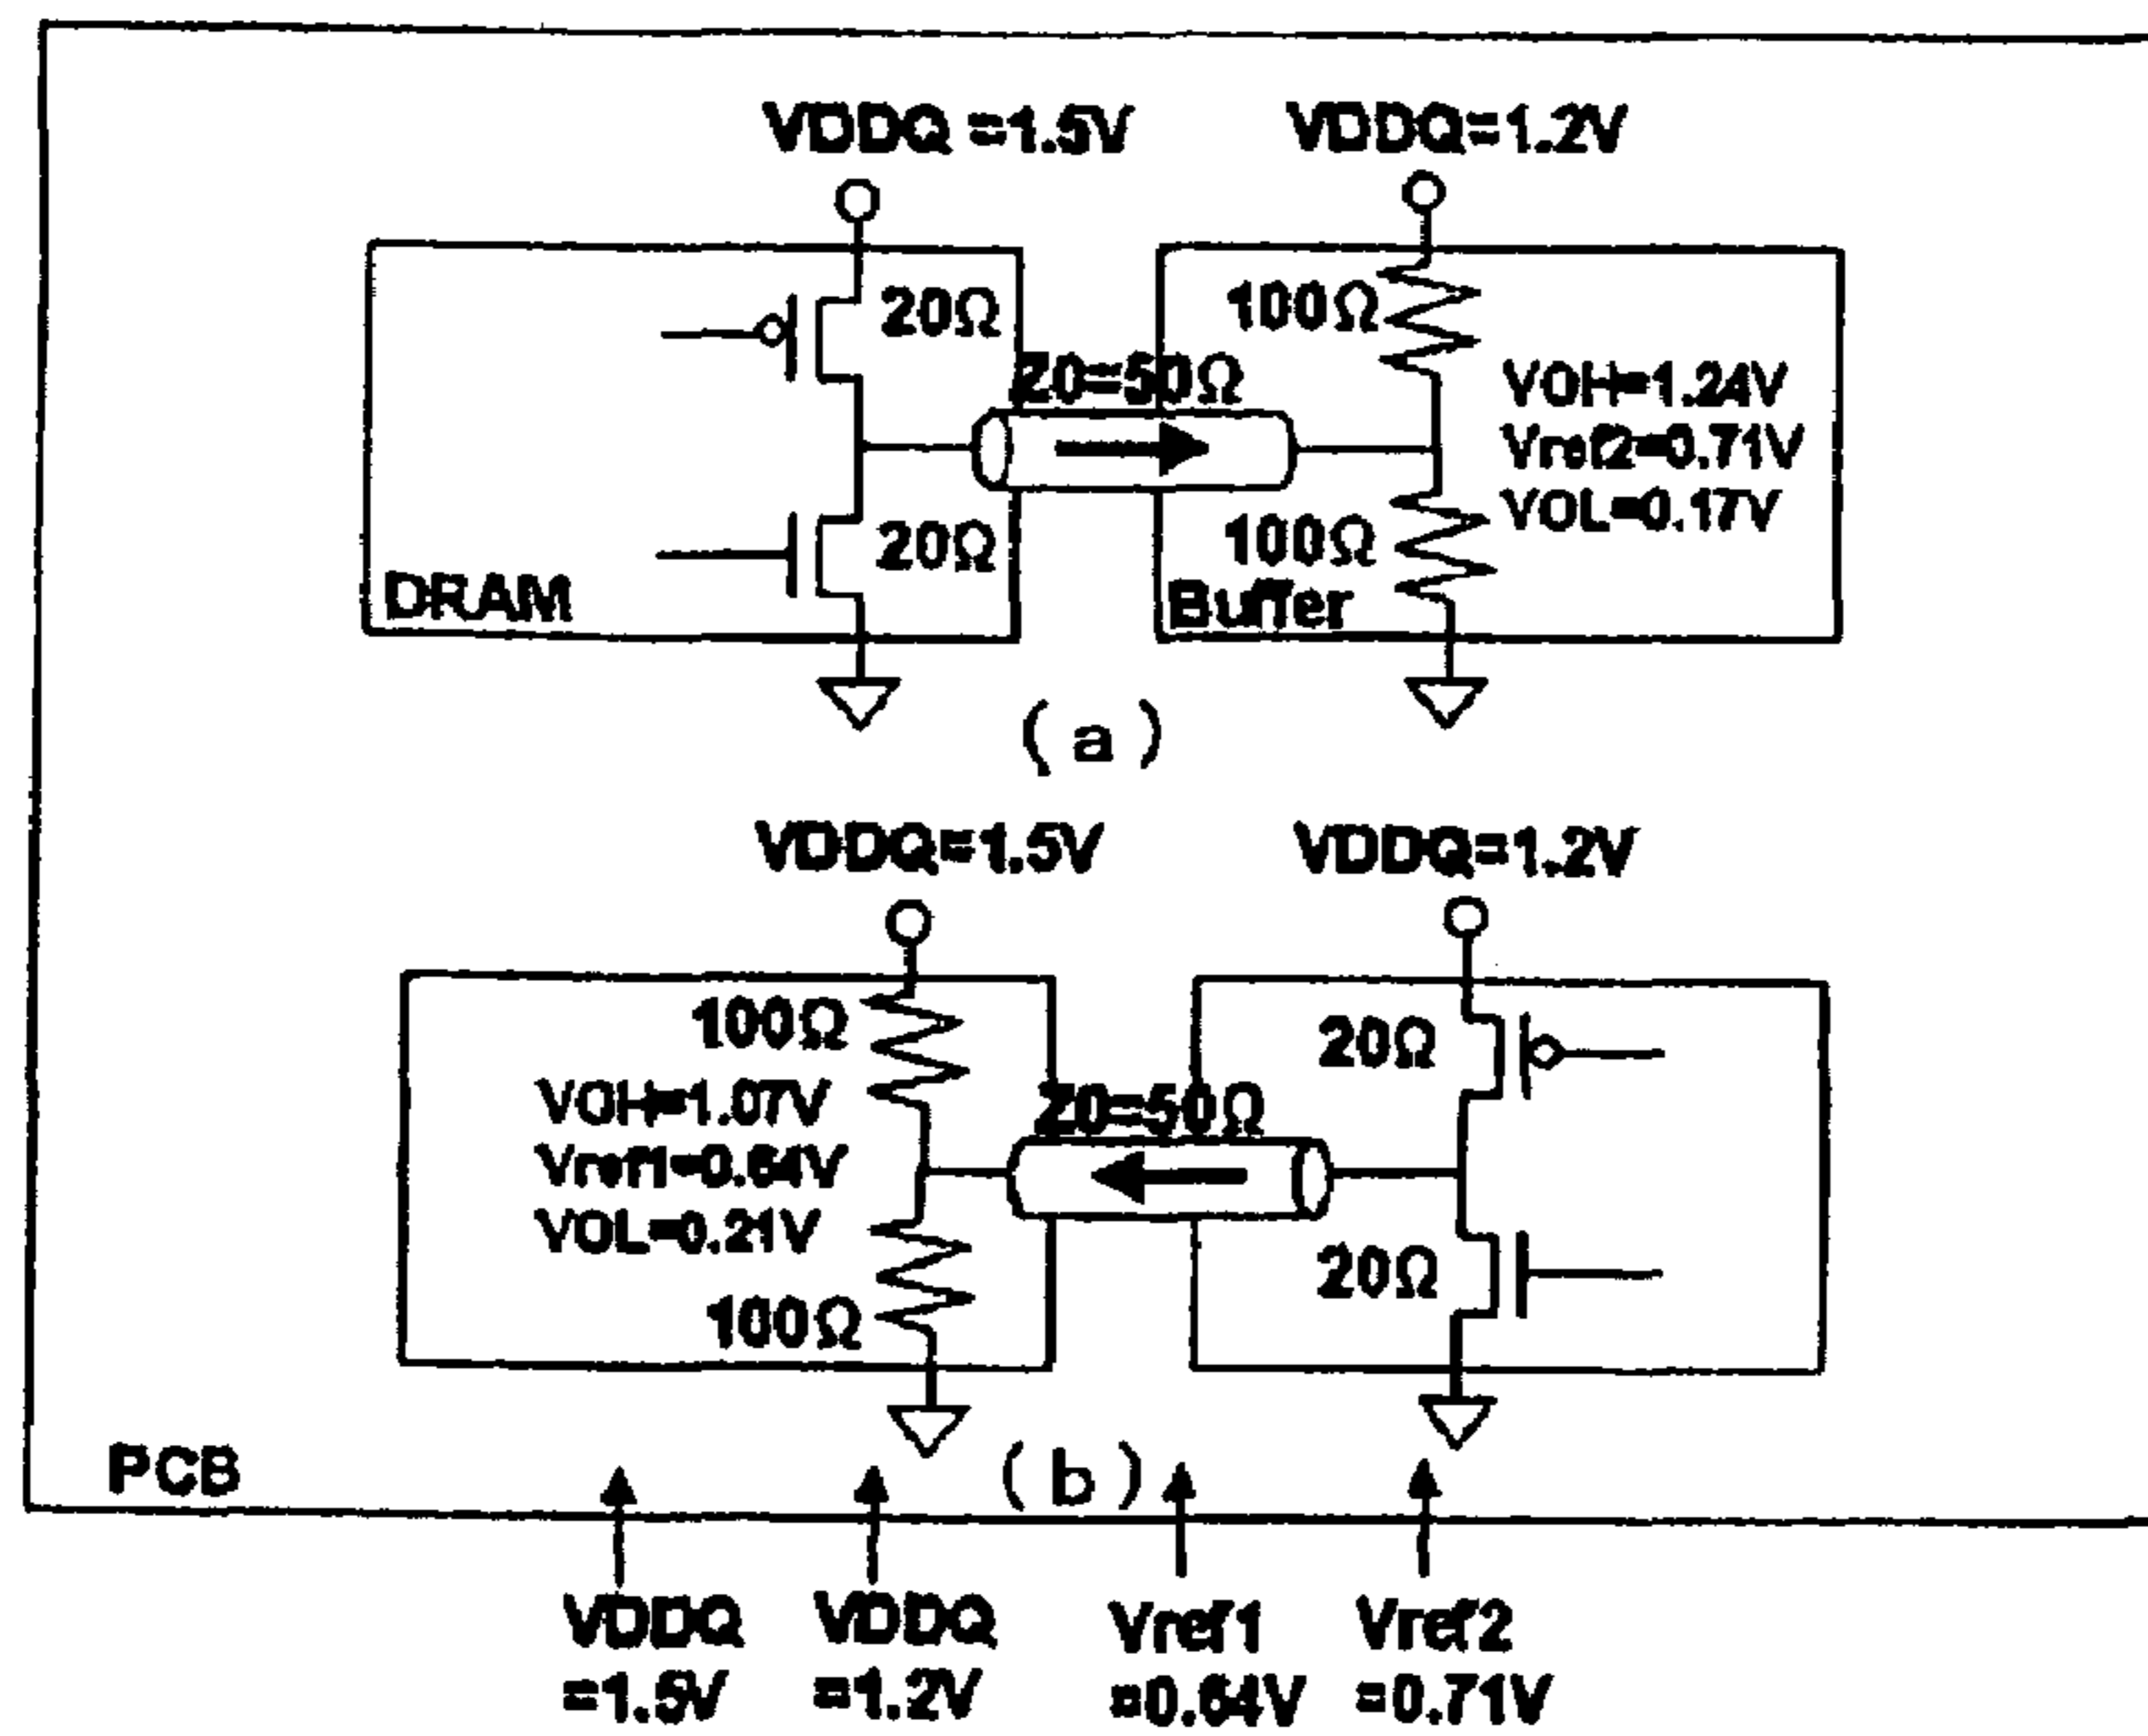 VDDQ =1.5V
VDDQ=1.2V
20Ω
100Ω
Z0=50Ω
VOH=1.24V
Vref2=0.71V
VOL=0.17V
20Ω
100Ω
DRAM
Buffer
(a)
VDDQ=1.5V
VDDQ=1.2V
100Ω
20Ω
VOH=1.07V
Z0=50Ω
Vref1=0.64V
VOL=0.21V
20Ω
100Ω
PCB
(b)
VDDQ
=1.5V
VDDQ
=1.2V
Vref1
=0.64V
Vref2
=0.71V